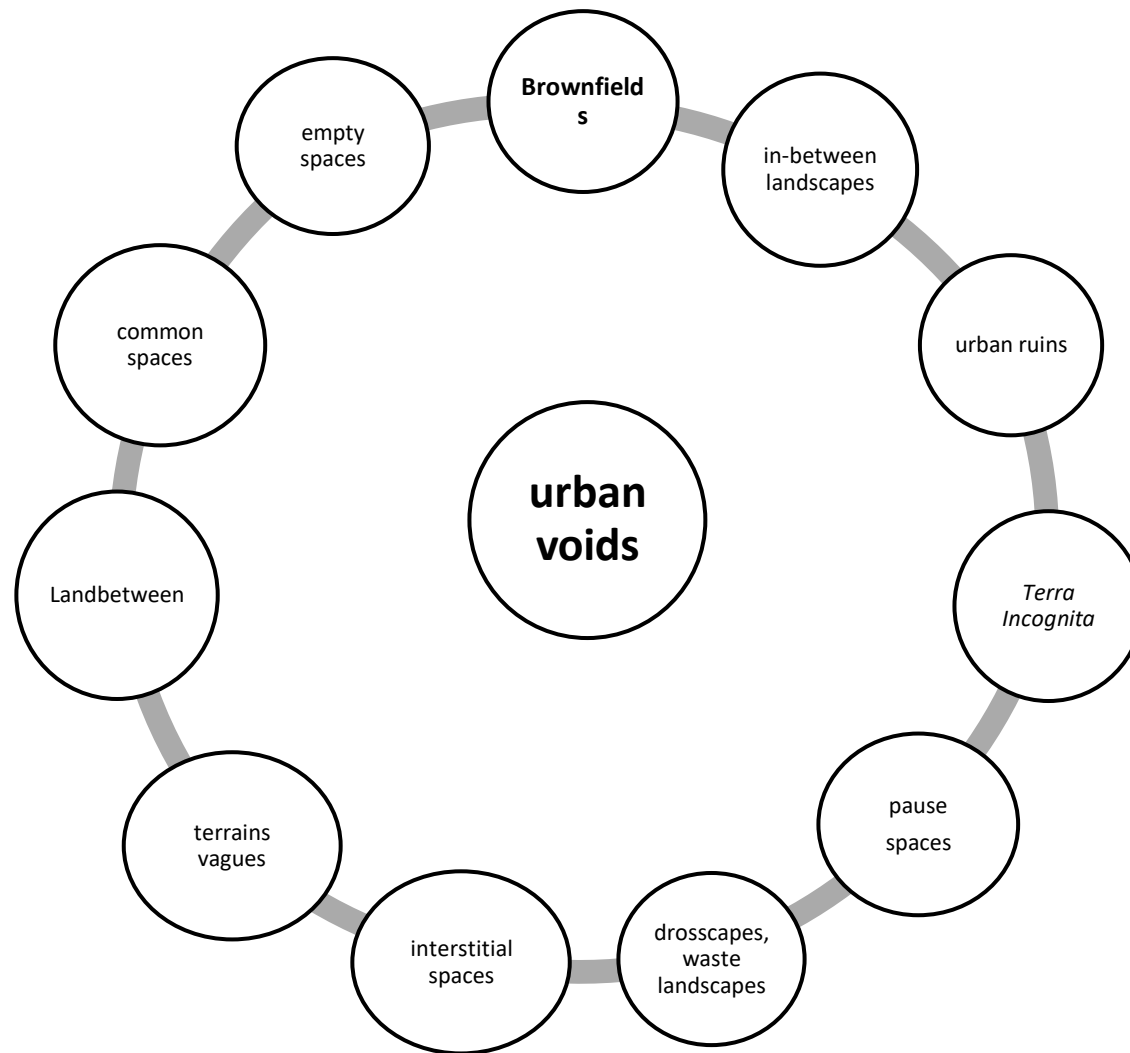 Brownfield
s
in-between
landscapes
urban ruins
Terra
Incognita
pause
spaces
drosscapes,
waste
landscapes
interstitial
spaces
terrains
vagues
Landbetween
common
spaces
empty
spaces
urban
voids